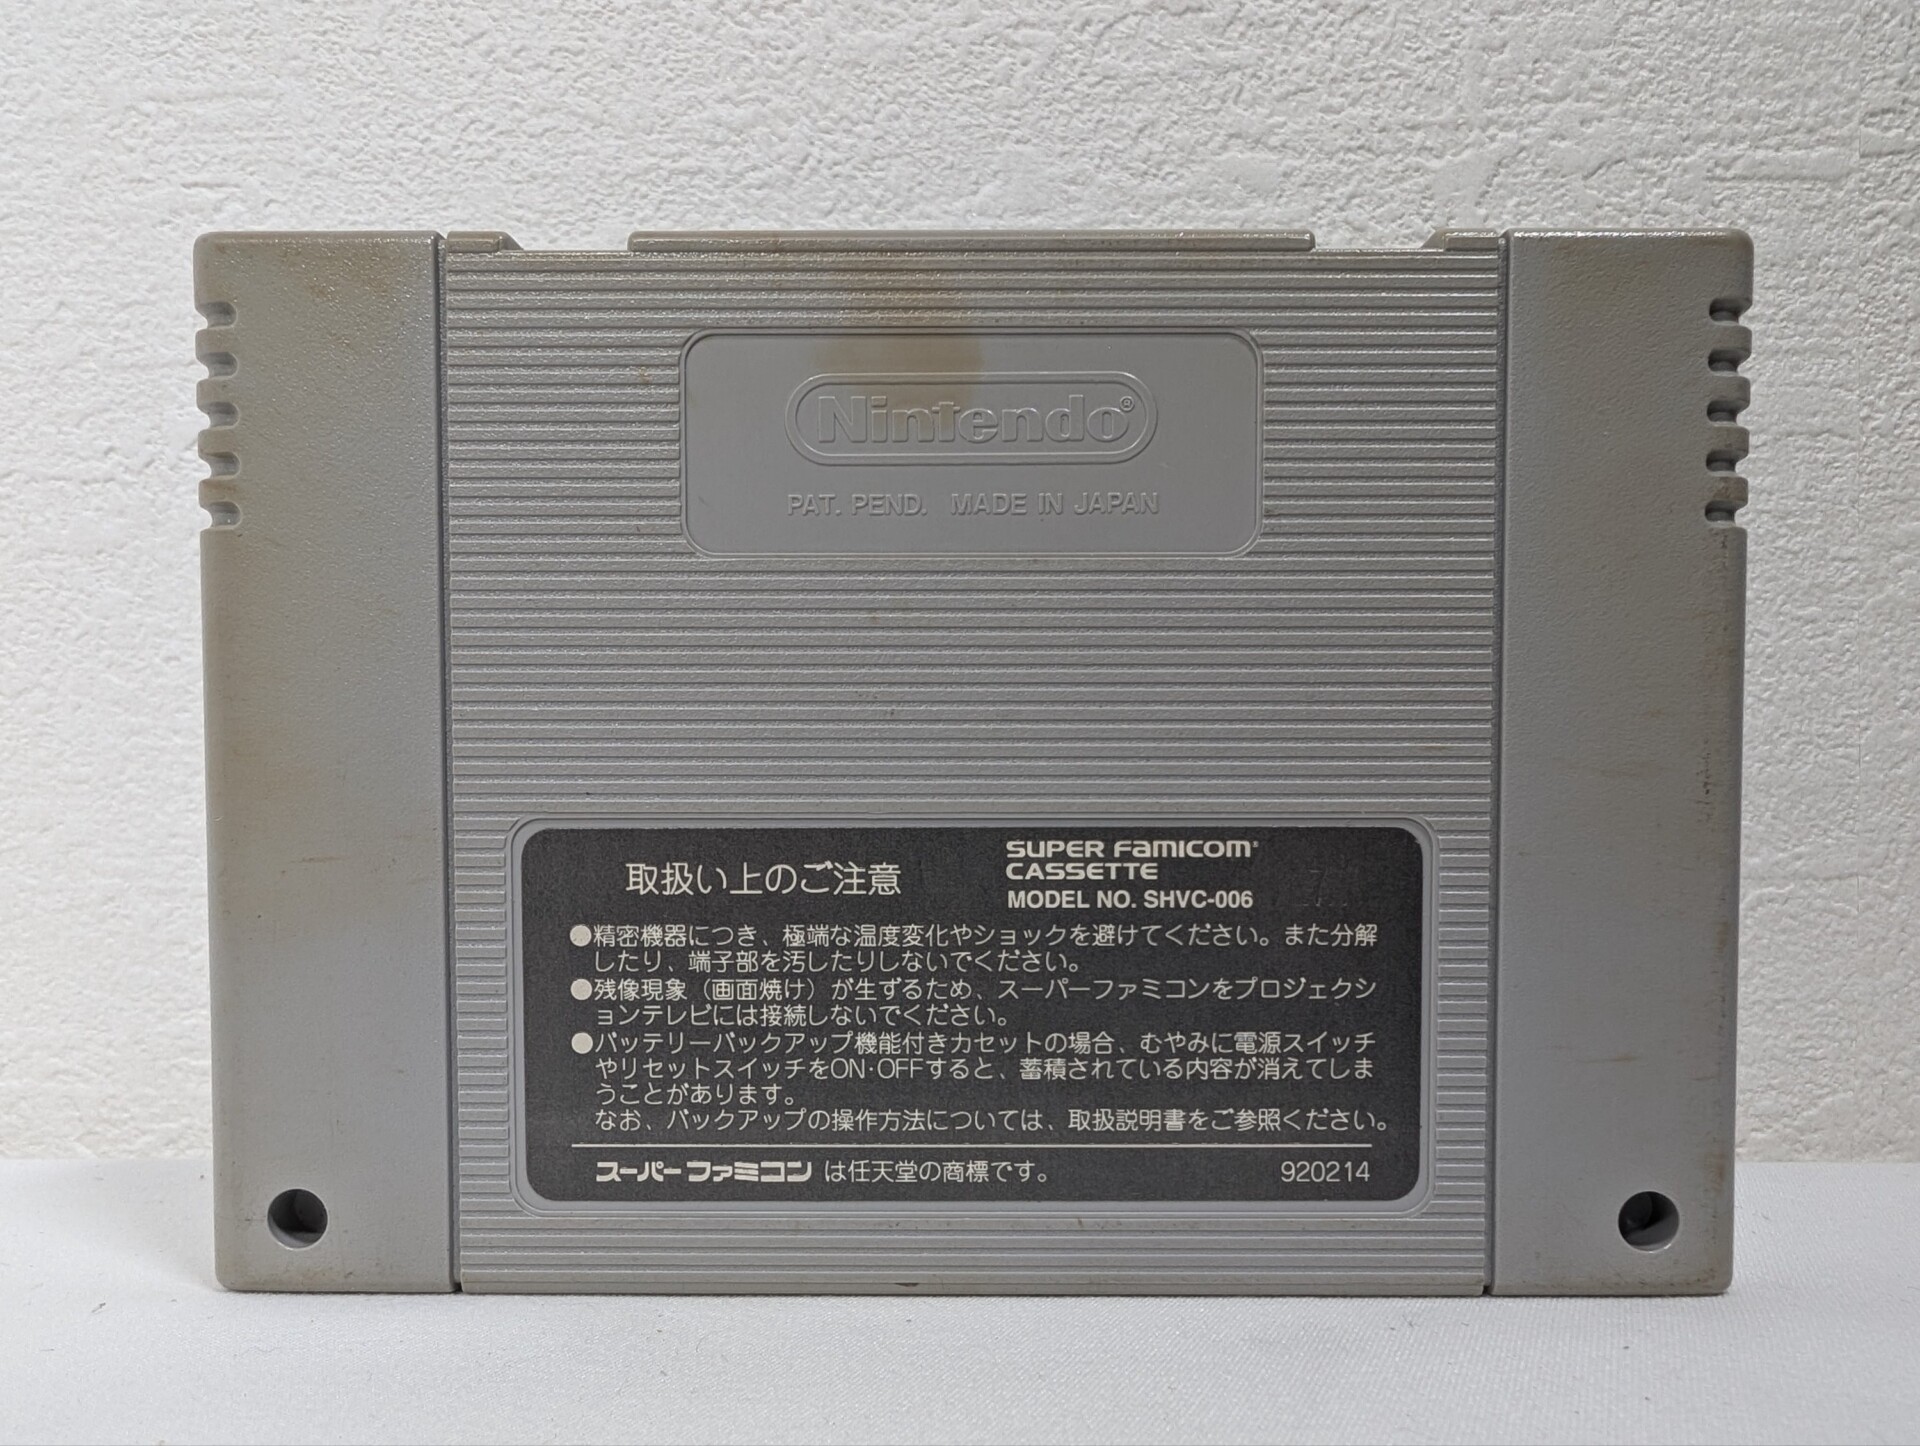 Nintendo®
PAT. PEND. MADE IN JAPAN
取扱い上のご注意
SUPER FAMICOM
CASSETTE
MODEL NO. SHVC-006
●精密機器につき、極端な温度変化やショックを避けてください。また分解
したり、端子部を汚したりしないでください。
●残像現象（画面焼け）が生ずるため、スーパーファミコンをプロジェクシ
ョンテレビには接続しないでください。
●バッテリーバックアップ機能付きカセットの場合、むやみに電源スイッチ
やリセットスイッチをON・OFFすると、蓄積されている内容が消えてしま
うことがあります。
なお、バックアップの操作方法については、取扱説明書をご参照ください。
スーパーファミコン は任天堂の商標です。
920214